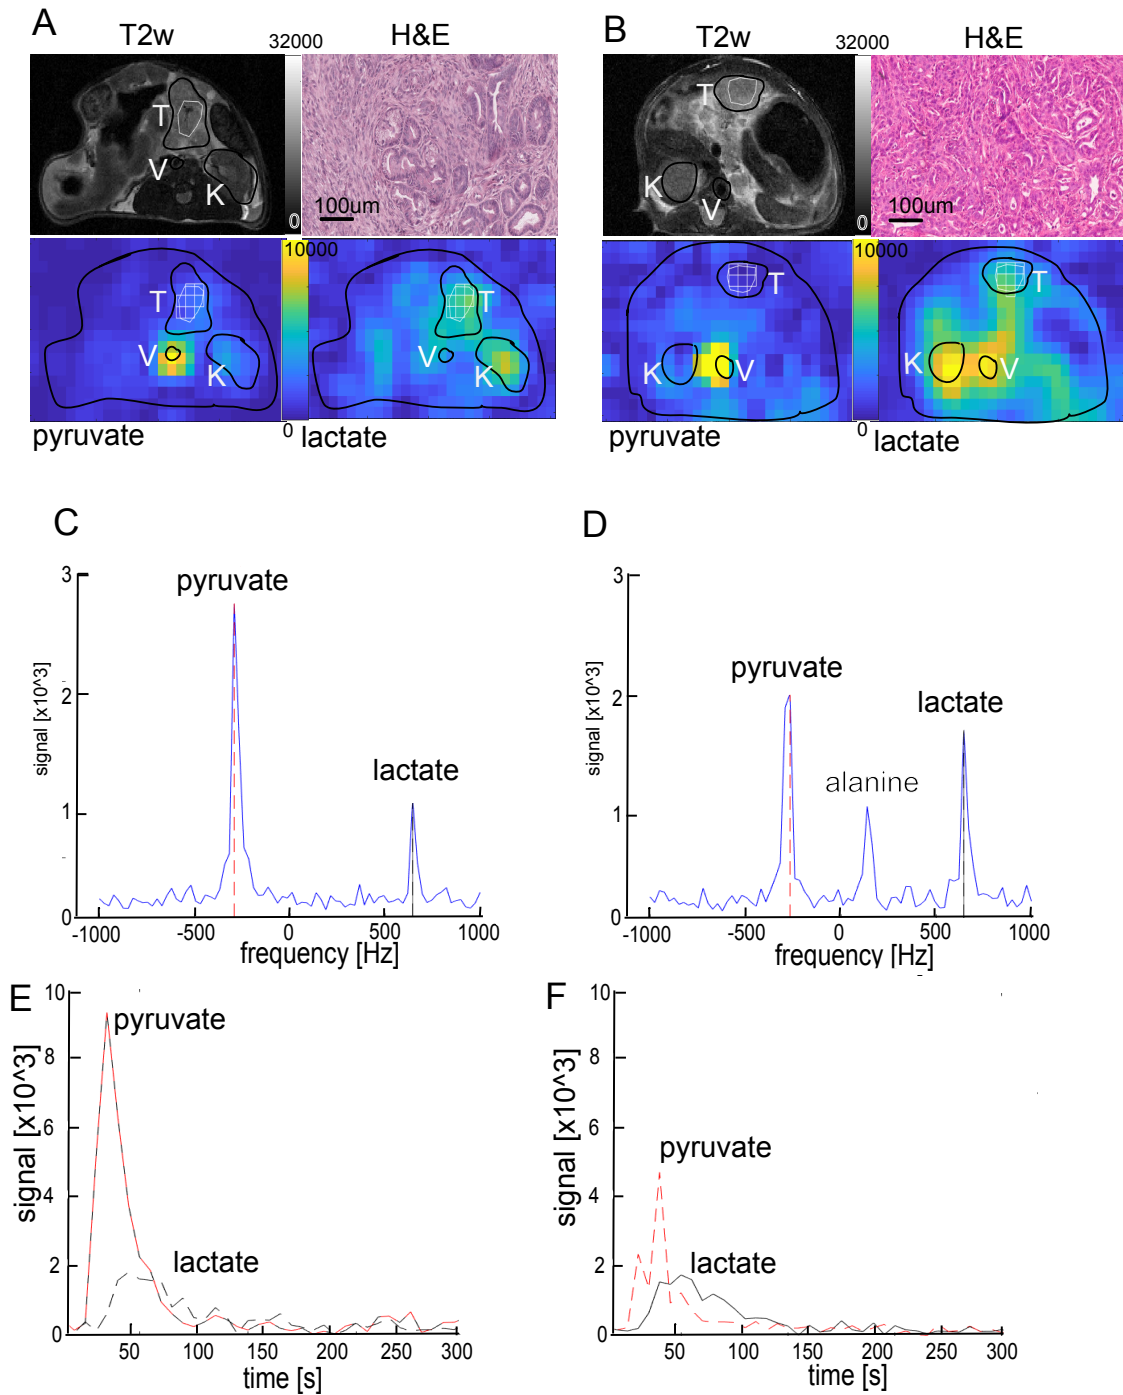 A
B
T2w
32000
H&E
T2w
32000
H&E
T
V
K
0
100um
T
K
V
0
100um
10000
T
V
K
T
V
K
0
pyruvate
lactate
10000
T
K
V
T
K
V
0
pyruvate
lactate
C
D
3
2
1
0
signal [x10^3]
pyruvate
lactate
-1000
-500
0
500
1000
frequency [Hz]
3
2
1
0
signal [x10^3]
pyruvate
alanine
lactate
-1000
-500
0
500
1000
frequency [Hz]
E
10
8
6
4
2
0
signal [x10^3]
pyruvate
lactate
50
100
150
200
250
300
time [s]
F
10
8
6
4
2
0
signal [x10^3]
pyruvate
lactate
50
100
150
200
250
300
time [s]